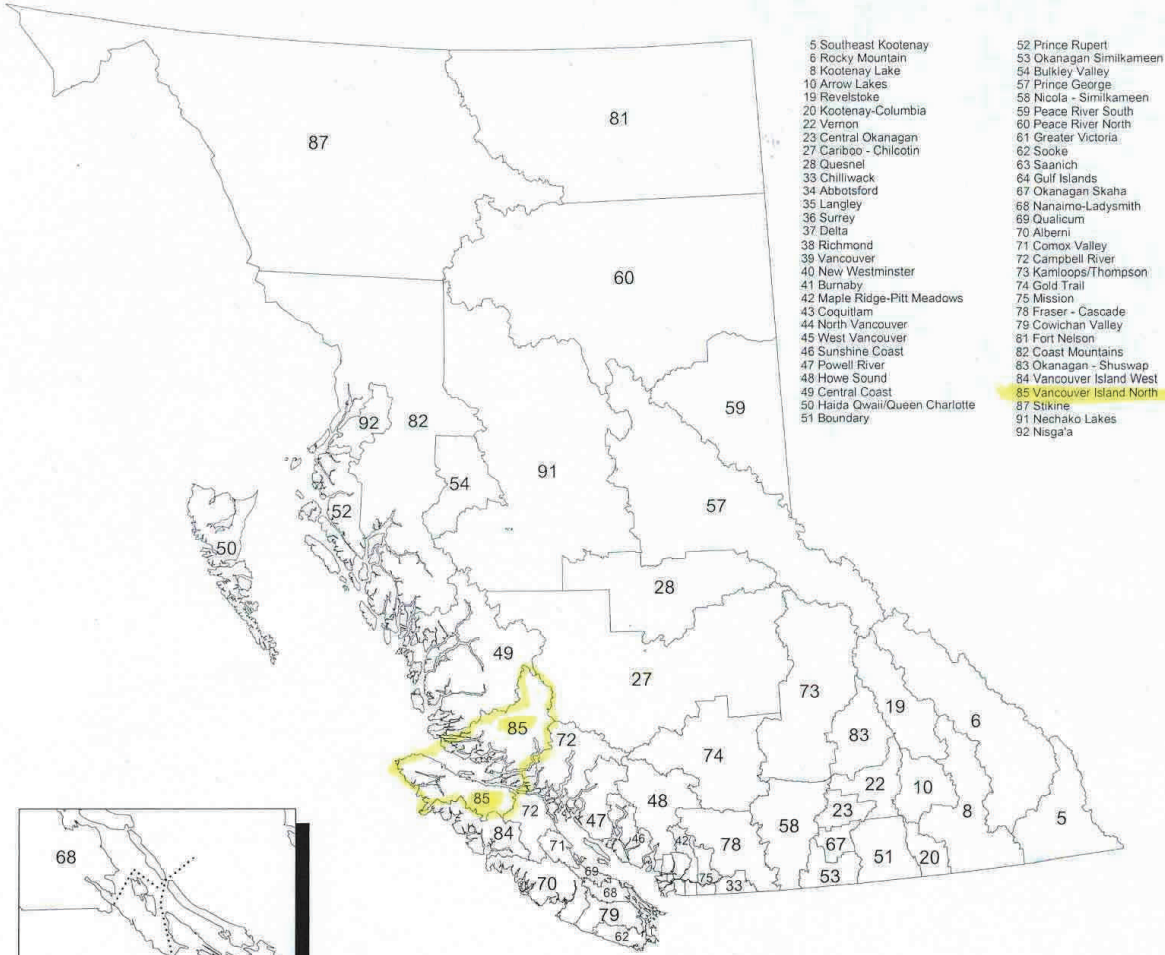 5 Southeast Kootenay
6 Rocky Mountain
8 Kootenay Lake
10 Arrow Lakes
19 Revelstoke
20 Kootenay-Columbia
22 Vernon
23 Central Okanagan
27 Cariboo - Chilcotin
28 Quesnel
33 Chilliwack
34 Abbotsford
35 Langley
36 Surrey
37 Delta
38 Richmond
39 Vancouver
40 New Westminster
41 Burnaby
42 Maple Ridge-Pitt Meadows
43 Coquitlam
44 North Vancouver
45 West Vancouver
46 Sunshine Coast
47 Powell River
48 Howe Sound
49 Central Coast
50 Haida Qwaii/Queen Charlotte
51 Boundary
52 Prince Rupert
53 Okanagan Similkameen
54 Bulkley Valley
57 Prince George
58 Nicola - Similkameen
59 Peace River South
60 Peace River North
61 Greater Victoria
62 Sooke
63 Saanich
64 Gulf Islands
67 Okanagan Skaha
68 Nanaimo-Ladysmith
69 Qualicum
70 Alberni
71 Comox Valley
72 Campbell River
73 Kamloops/Thompson
74 Gold Trail
75 Mission
78 Fraser - Cascade
79 Cowichan Valley
81 Fort Nelson
82 Coast Mountains
83 Okanagan - Shuswap
84 Vancouver Island West
85 Vancouver Island North
87 Stikine
91 Nechako Lakes
92 Nisga'a
87
81
60
59
92
82
54
91
52
57
50
28
49
27
85
72
73
19
6
83
74
85
72
47
48
22
10
23
58
8
5
84
71
46
42
78
67
51
20
69
75
33
53
70
68
79
62
68